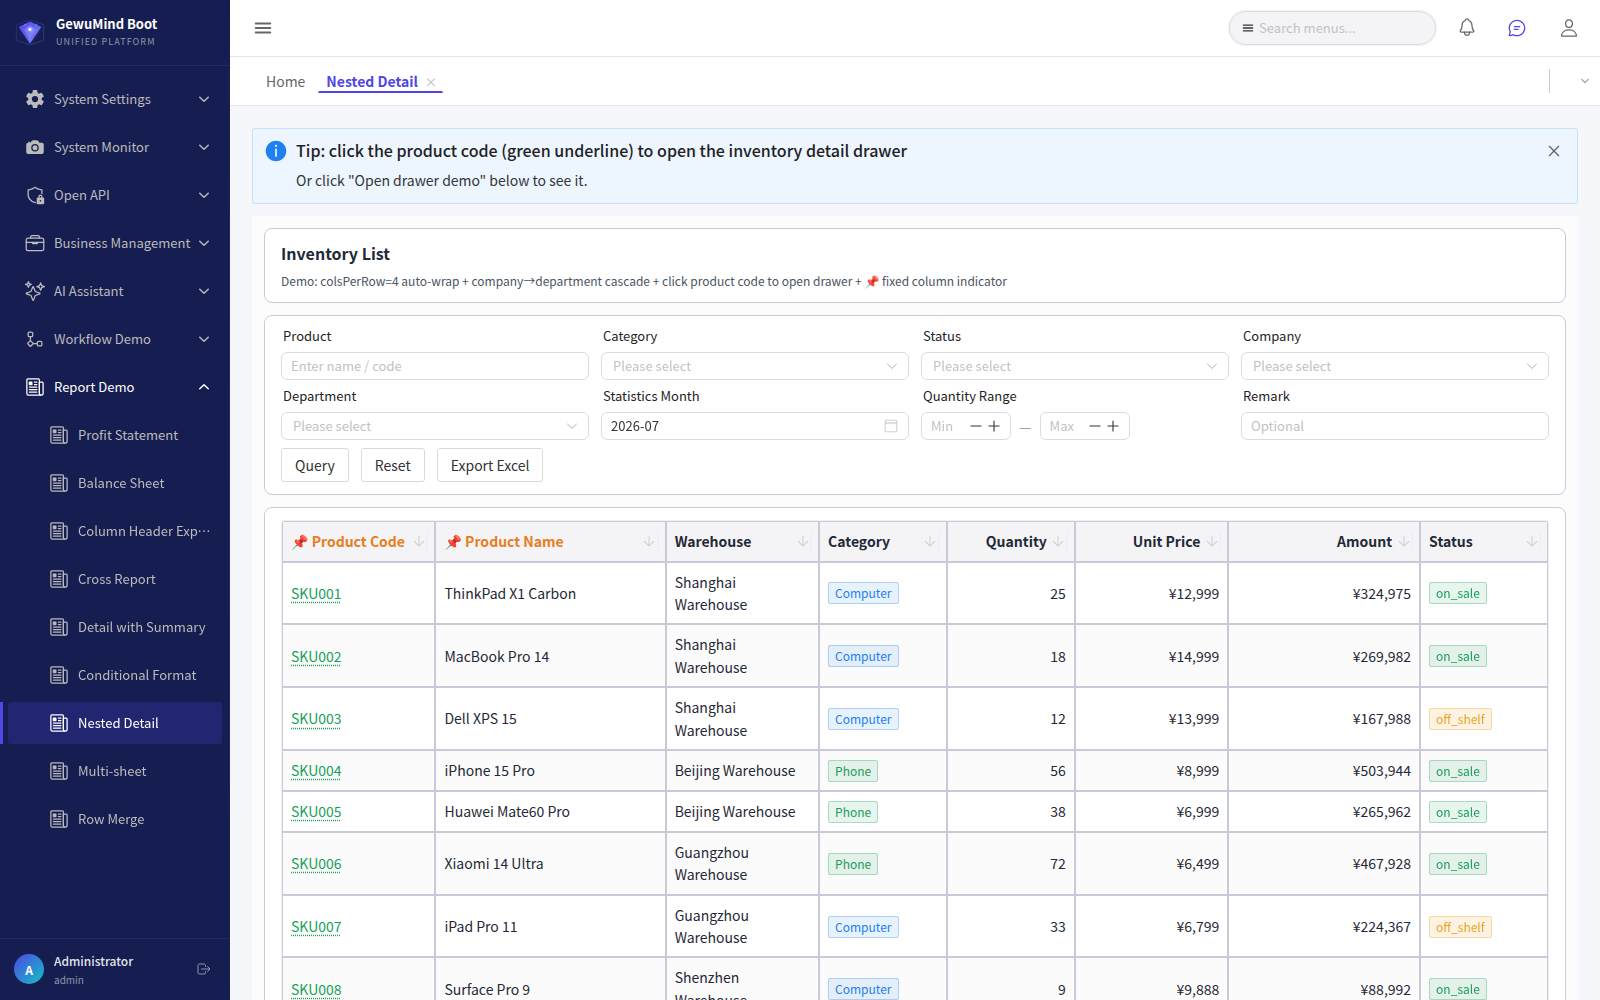 GewuMind Boot
UNIFIED PLATFORM
System Settings
System Monitor
Open API
Business Management
AI Assistant
Workflow Demo
Report Demo
Profit Statement
Balance Sheet
Column Header Exp···
Cross Report
Detail with Summary
Conditional Format
Nested Detail
Multi-sheet
Row Merge
A
Administrator
admin
Search menus...
Home
Nested Detail
Tip: click the product code (green underline) to open the inventory detail drawer
Or click "Open drawer demo" below to see it.
Inventory List
Demo: colsPerRow=4 auto-wrap + company→department cascade + click product code to open drawer + 📌 fixed column indicator
Product Category Status Company
Enter name / code Please select Please select Please select
Department Statistics Month Quantity Range Remark
Please select 2026-07 Min — Max Optional
Query Reset Export Excel
📌 Product Code 📌 Product Name Warehouse Category Quantity Unit Price Amount Status
SKU001 ThinkPad X1 Carbon Shanghai Warehouse Computer 25 ¥12,999 ¥324,975 on_sale
SKU002 MacBook Pro 14 Shanghai Warehouse Computer 18 ¥14,999 ¥269,982 on_sale
SKU003 Dell XPS 15 Shanghai Warehouse Computer 12 ¥13,999 ¥167,988 off_shelf
SKU004 iPhone 15 Pro Beijing Warehouse Phone 56 ¥8,999 ¥503,944 on_sale
SKU005 Huawei Mate60 Pro Beijing Warehouse Phone 38 ¥6,999 ¥265,962 on_sale
SKU006 Xiaomi 14 Ultra Guangzhou Warehouse Phone 72 ¥6,499 ¥467,928 on_sale
SKU007 iPad Pro 11 Guangzhou Warehouse Computer 33 ¥6,799 ¥224,367 off_shelf
SKU008 Surface Pro 9 Shenzhen Warehouse Computer 9 ¥9,888 ¥88,992 on_sale